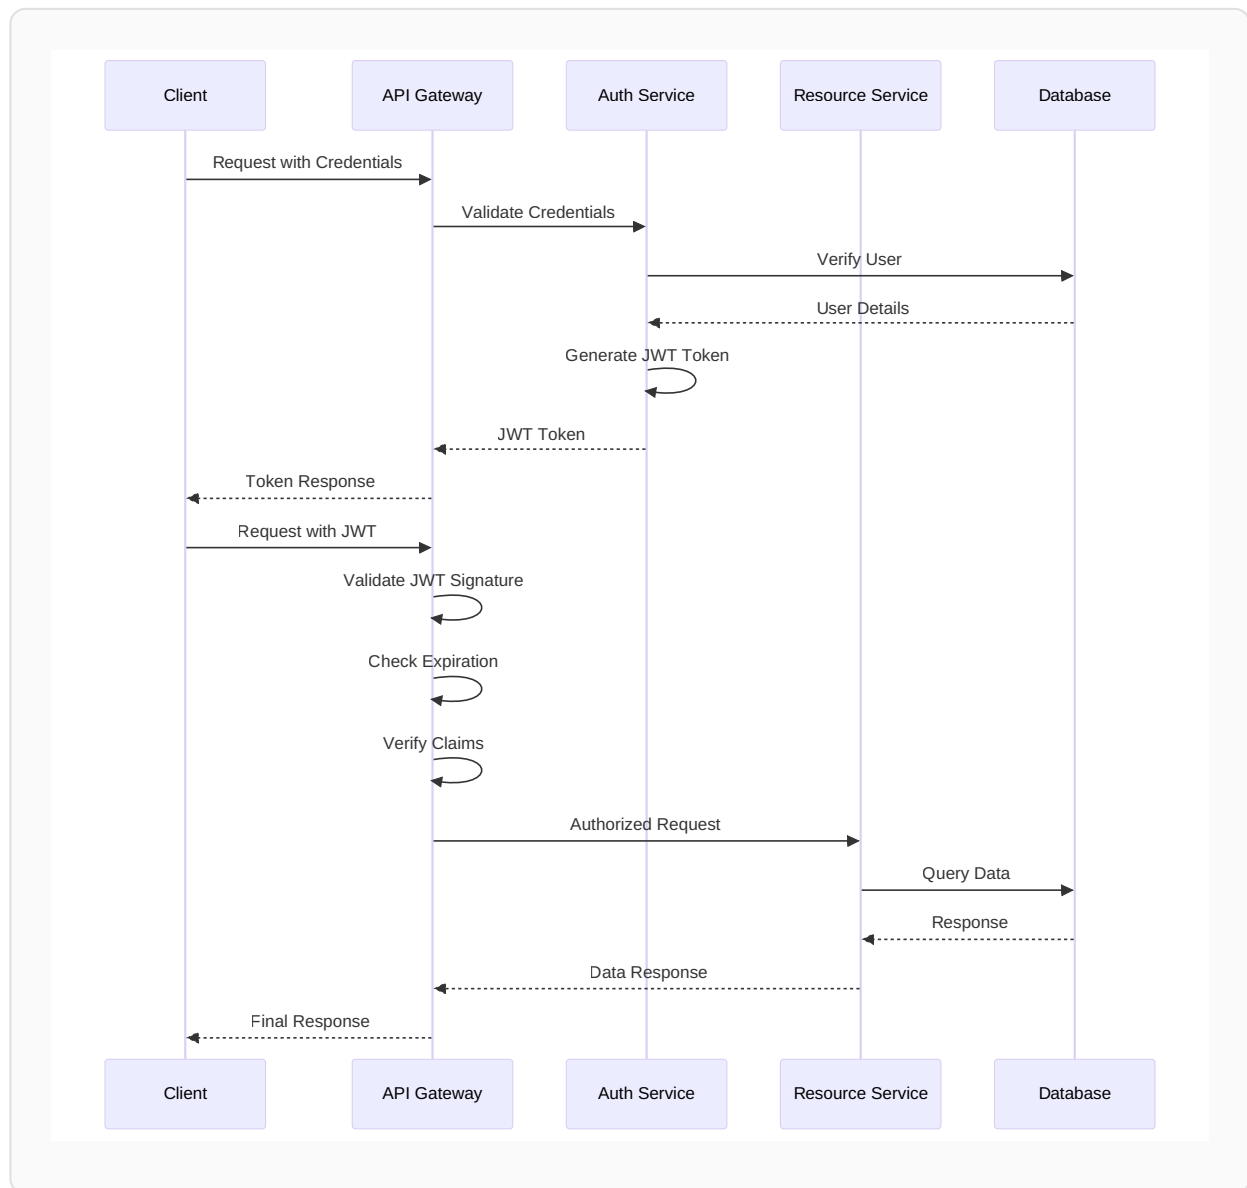 Client
API Gateway
Auth Service
Resource Service
Database
Request with Credentials
Validate Credentials
Verify User
User Details
Generate JWT Token
JWT Token
Token Response
Request with JWT
Validate JWT Signature
Check Expiration
Verify Claims
Authorized Request
Query Data
Response
Data Response
Final Response
Client
API Gateway
Auth Service
Resource Service
Database